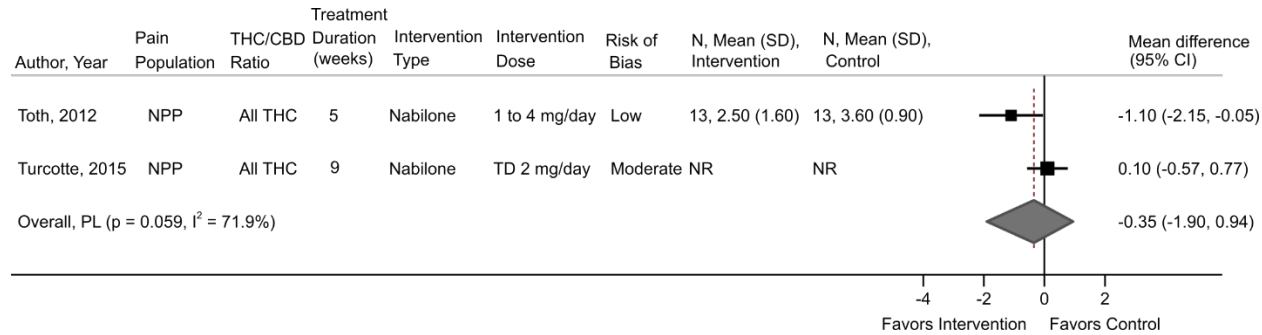 Author, Year Pain Population THC/CBD Ratio Treatment Duration (weeks) Intervention Type Intervention Dose Risk of Bias N, Mean (SD), Intervention N, Mean (SD), Control Mean difference (95% CI)
Toth, 2012 NPP All THC 5 Nabilone 1 to 4 mg/day Low 13, 2.50 (1.60) 13, 3.60 (0.90) -1.10 (-2.15, -0.05)
Turcotte, 2015 NPP All THC 9 Nabilone TD 2 mg/day Moderate NR NR 0.10 (-0.57, 0.77)
Overall, PL (p = 0.059, I² = 71.9%) -0.35 (-1.90, 0.94)
-4 -2 0 2
Favors Intervention Favors Control